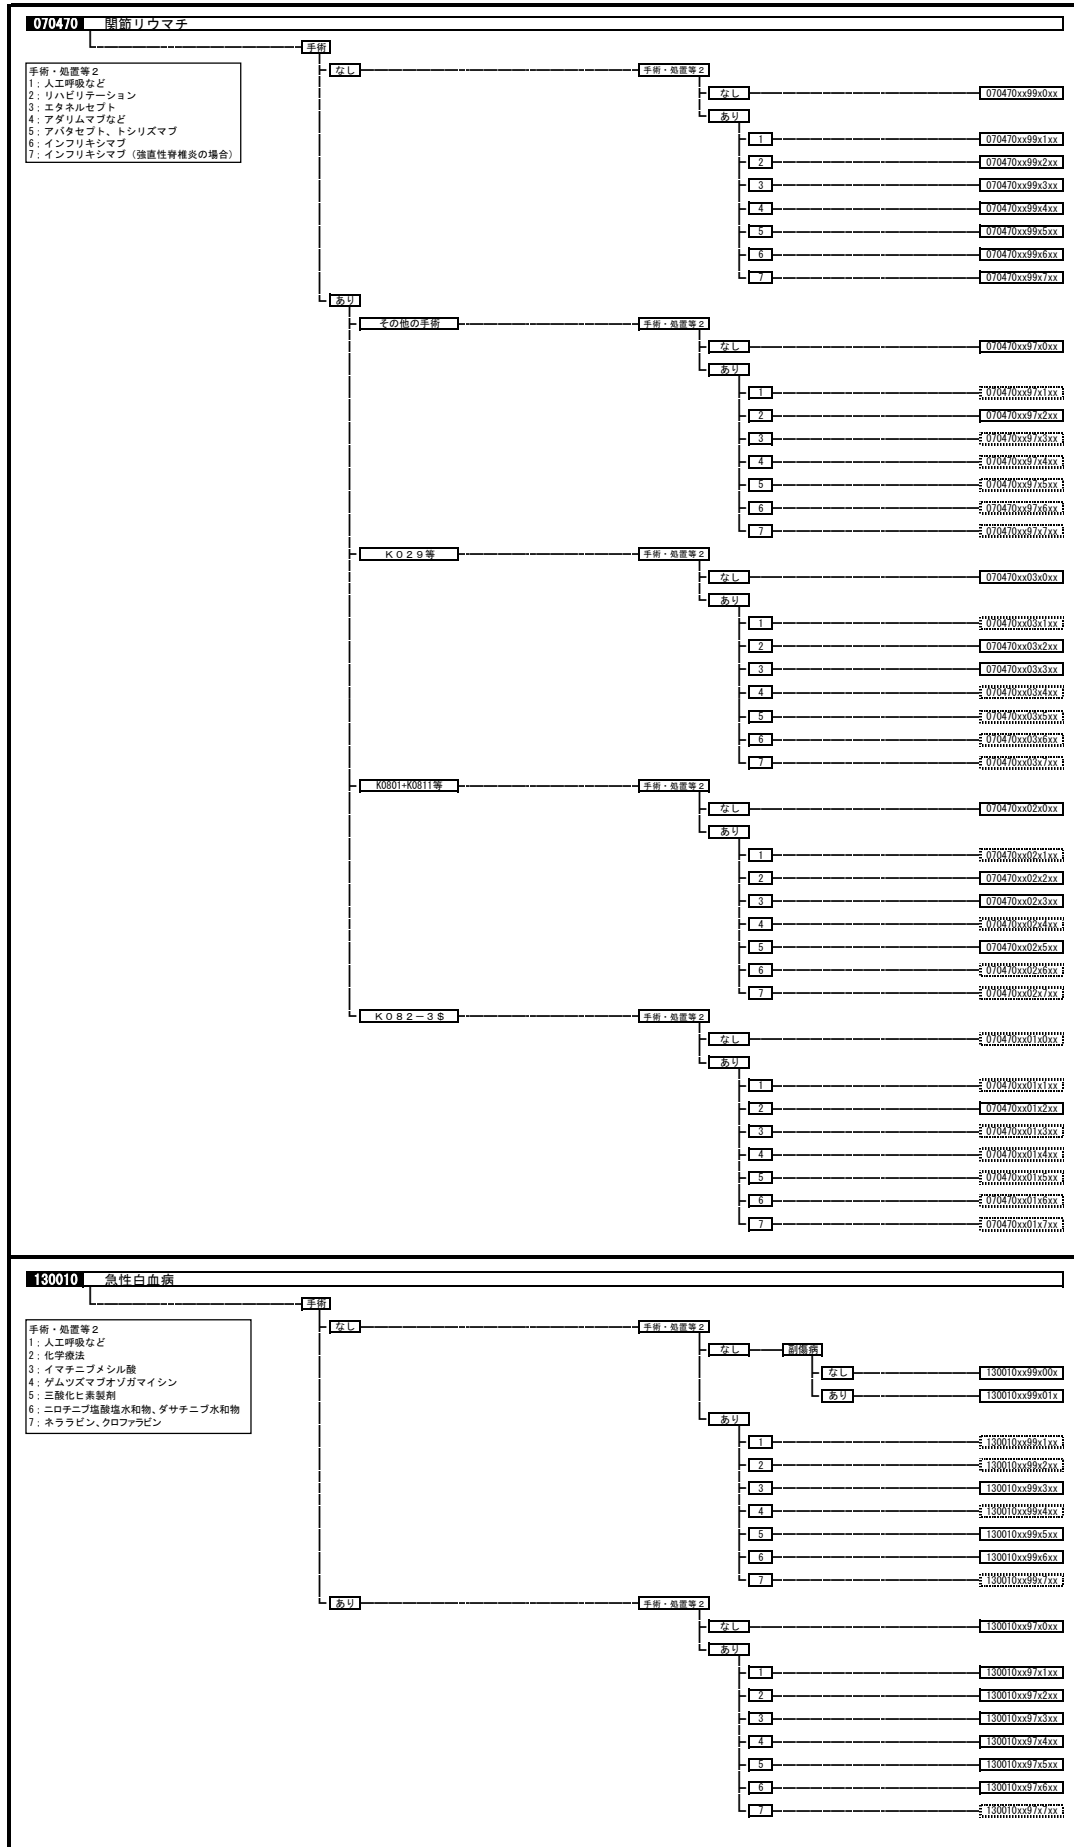 070470 関節リウマチ
手術
手術・処置等2
1；人工呼吸など
2；リハビリテーション
3；エタネルセプト
4；アダリムマブなど
5；アバタセプト、トシリズマブ
6；インフリキシマブ
7；インフリキシマブ（強直性脊椎炎の場合）
なし 手術・処置等2
なし 070470xx99x0xx
あり
1 070470xx99x1xx
2 070470xx99x2xx
3 070470xx99x3xx
4 070470xx99x4xx
5 070470xx99x5xx
6 070470xx99x6xx
7 070470xx99x7xx
あり
その他の手術 手術・処置等2
なし 070470xx97x0xx
あり
1 070470xx97x1xx
2 070470xx97x2xx
3 070470xx97x3xx
4 070470xx97x4xx
5 070470xx97x5xx
6 070470xx97x6xx
7 070470xx97x7xx
K029等 手術・処置等2
なし 070470xx03x0xx
あり
1 070470xx03x1xx
2 070470xx03x2xx
3 070470xx03x3xx
4 070470xx03x4xx
5 070470xx03x5xx
6 070470xx03x6xx
7 070470xx03x7xx
K0801+K0811等 手術・処置等2
なし 070470xx02x0xx
あり
1 070470xx02x1xx
2 070470xx02x2xx
3 070470xx02x3xx
4 070470xx02x4xx
5 070470xx02x5xx
6 070470xx02x6xx
7 070470xx02x7xx
K082－3$ 手術・処置等2
なし 070470xx01x0xx
あり
1 070470xx01x1xx
2 070470xx01x2xx
3 070470xx01x3xx
4 070470xx01x4xx
5 070470xx01x5xx
6 070470xx01x6xx
7 070470xx01x7xx
130010 急性白血病
手術
手術・処置等2
1；人工呼吸など
2；化学療法
3；イマチニブメシル酸
4；ゲムツズマブオゾガマイシン
5；三酸化ヒ素製剤
6；ニロチニブ塩酸塩水和物、ダサチニブ水和物
7；ネララビン、クロファラビン
なし 手術・処置等2
なし 副傷病
なし 130010xx99x00x
あり 130010xx99x01x
あり
1 130010xx99x1xx
2 130010xx99x2xx
3 130010xx99x3xx
4 130010xx99x4xx
5 130010xx99x5xx
6 130010xx99x6xx
7 130010xx99x7xx
あり 手術・処置等2
なし 130010xx97x0xx
あり
1 130010xx97x1xx
2 130010xx97x2xx
3 130010xx97x3xx
4 130010xx97x4xx
5 130010xx97x5xx
6 130010xx97x6xx
7 130010xx97x7xx